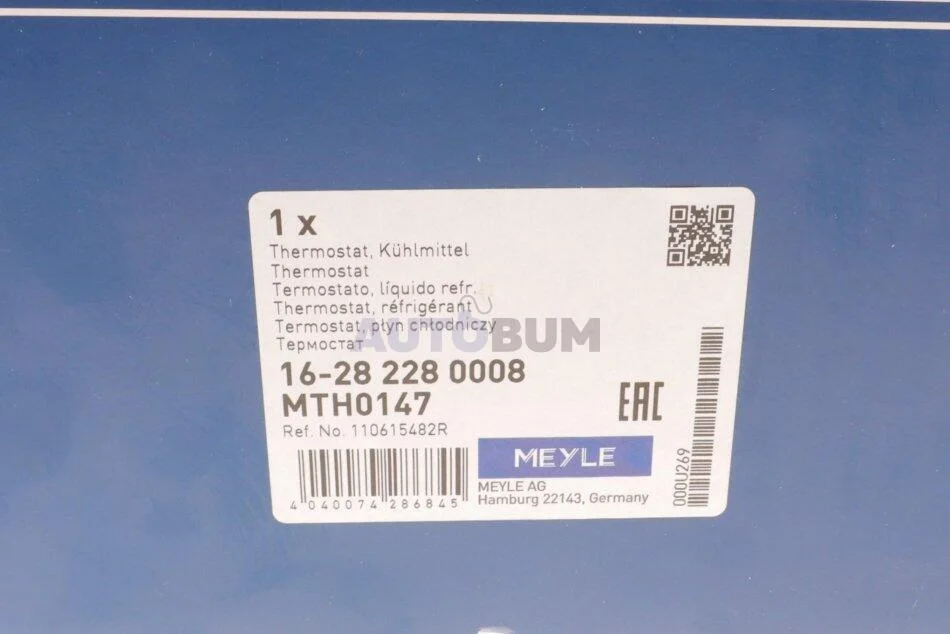 1 x
Thermostat, Kühlmittel
Thermostat
Termostato, líquido refr.
Thermostat, réfrigérant
Termostat, płyn chłodniczy
Термостат
AUTOBUM
16-28 228 0008
MTH0147
EAC
Ref. No. 110615482R
MEYLE
MEYLE AG
Hamburg 22143, Germany
4 040074 286845
000U269